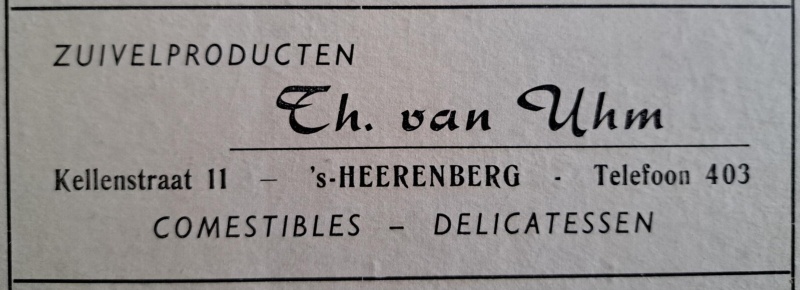 ZUIVELPRODUCTEN
Th. van Uhm
Kellenstraat 11 – 's-HEERENBERG - Telefoon 403
COMESTIBLES – DELICATESSEN